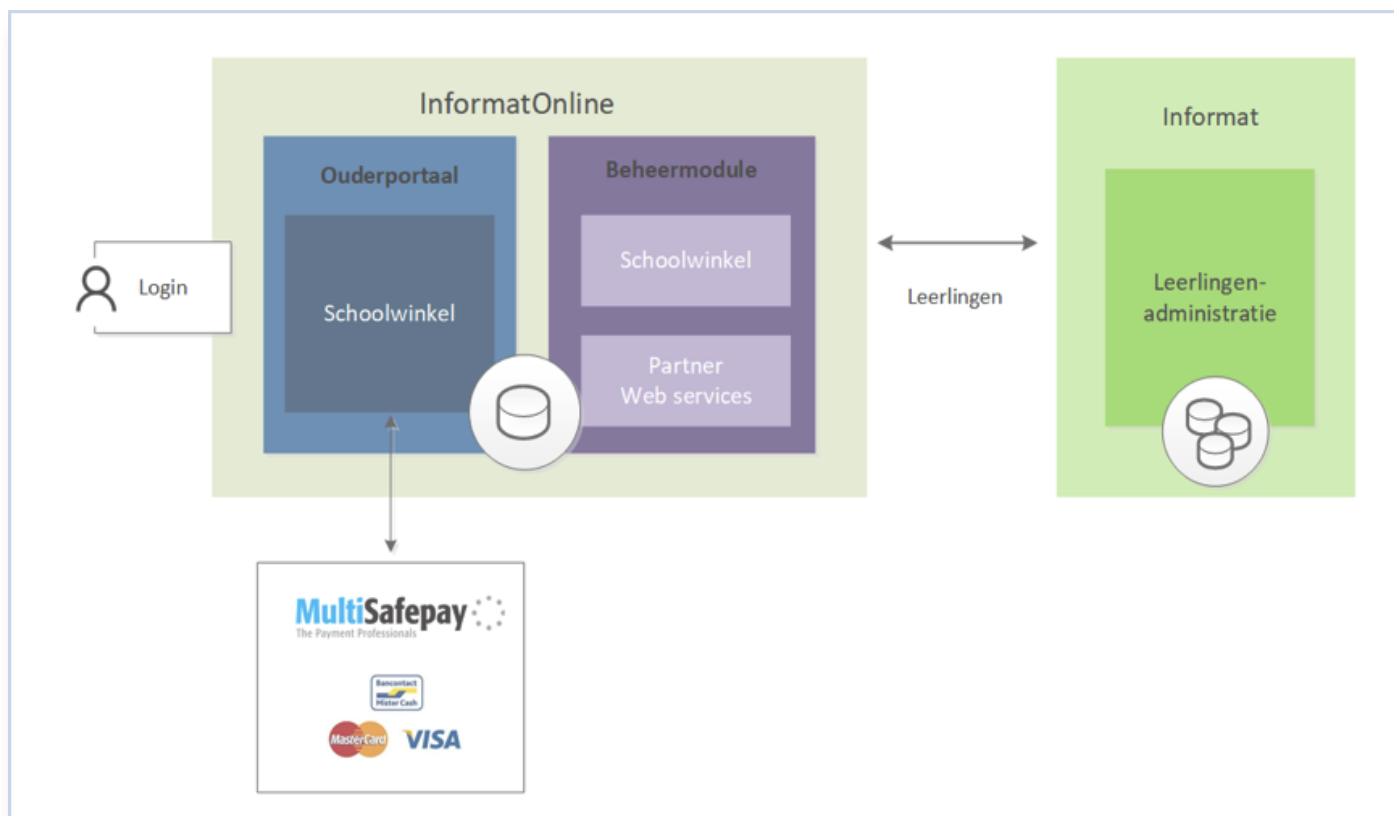 InformatOnline
Informat
Ouderportaal
Beheermodule
Schoolwinkel
Schoolwinkel
Partner
Web services
Login
Leerlingen
Leerlingen-
administratie
MultiSafepay
The Payment Professionals
Bancontact
Mister Cash
MasterCard
VISA